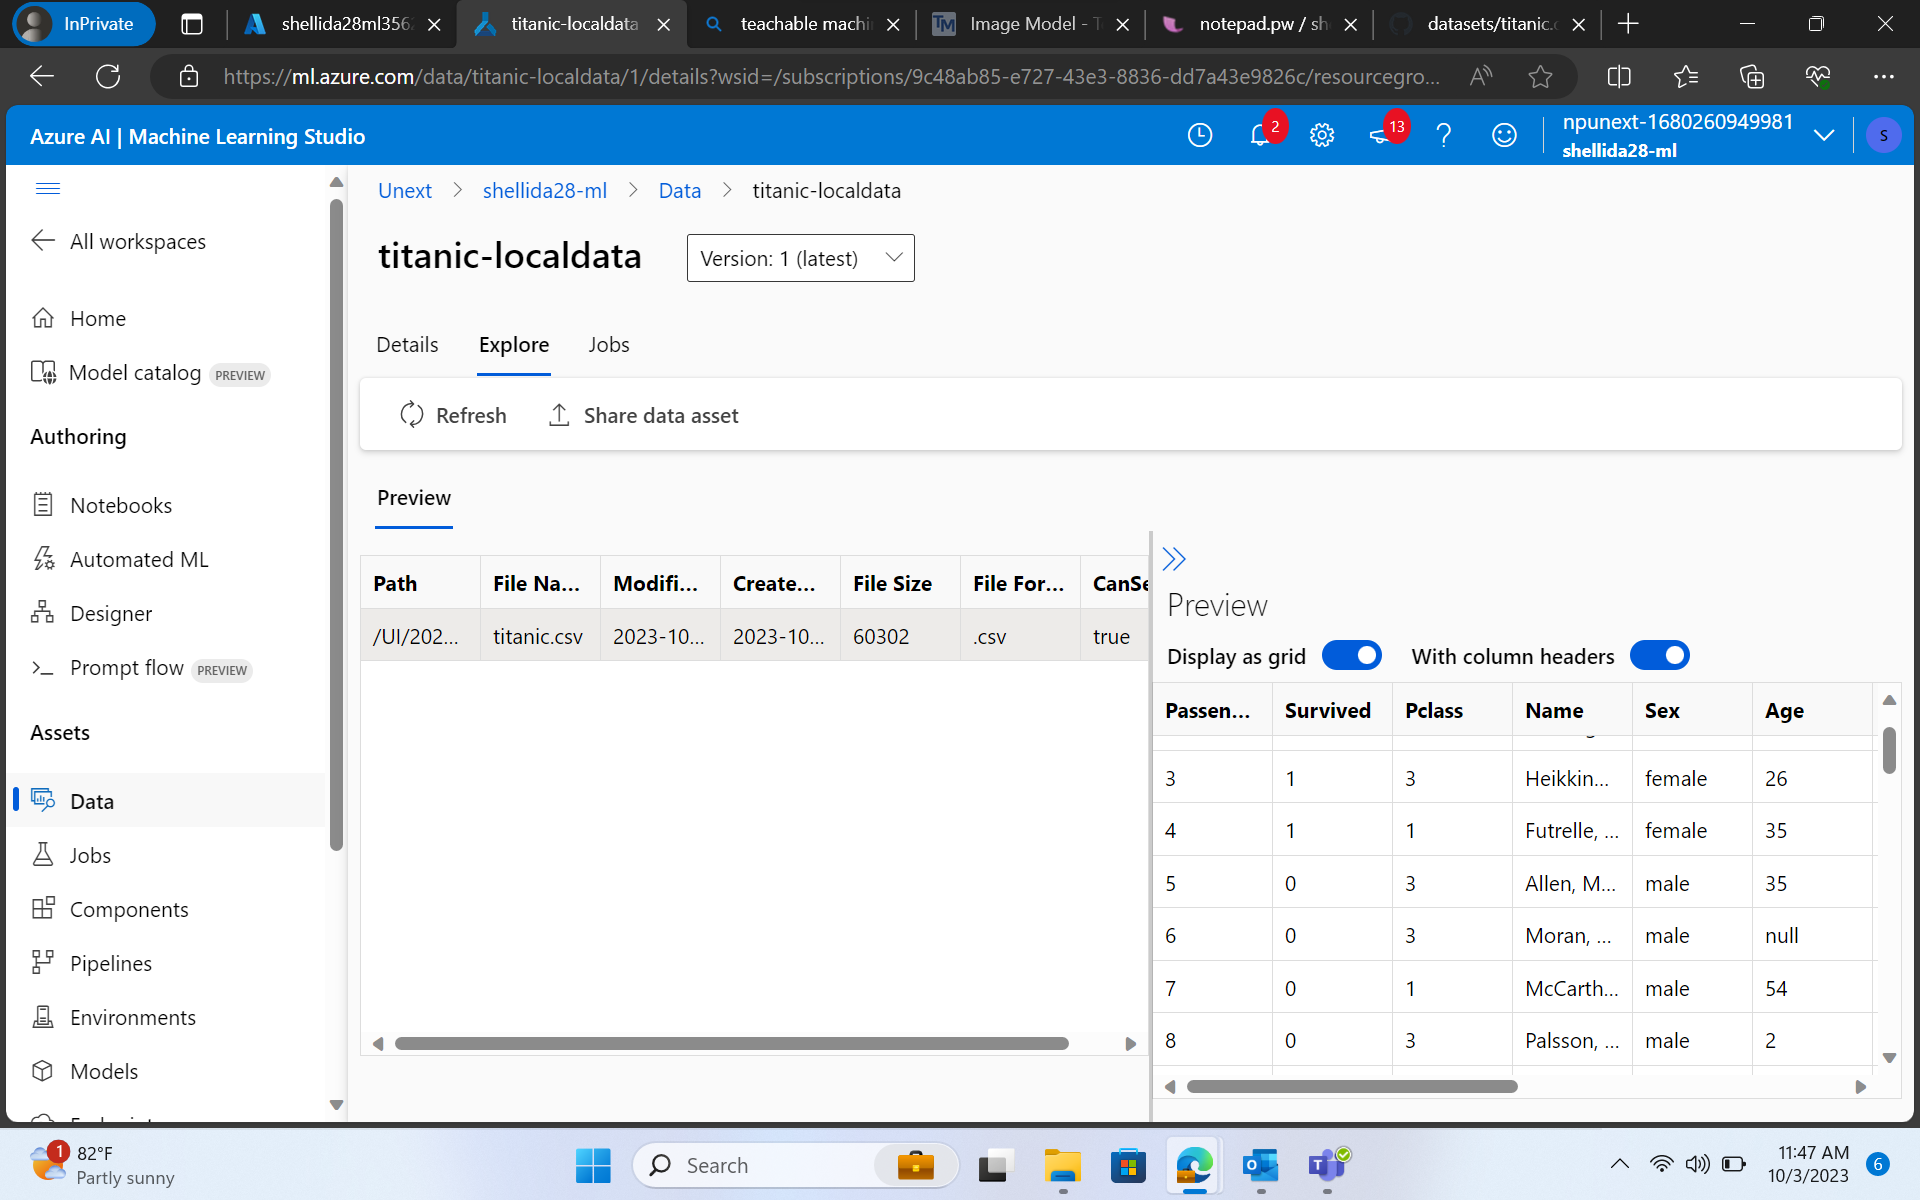 InPrivate
shellida28ml3562
titanic-localdata
teachable machi
Image Model - T
notepad.pw / sh
datasets/titanic.c
https://ml.azure.com/data/titanic-localdata/1/details?wsid=/subscriptions/9c48ab85-e727-43e3-8836-dd7a43e9826c/resourcegro...
Azure AI | Machine Learning Studio
2
13
npunext-1680260949981
shellida28-ml
S
Unext > shellida28-ml > Data > titanic-localdata
All workspaces
Home
Model catalog PREVIEW
Authoring
Notebooks
Automated ML
Designer
Prompt flow PREVIEW
Assets
Data
Jobs
Components
Pipelines
Environments
Models
titanic-localdata
Version: 1 (latest)
Details Explore Jobs
Refresh Share data asset
Preview
Path File Na... Modifi... Create... File Size File For... CanSe
/UI/202... titanic.csv 2023-10... 2023-10... 60302 .csv true
Preview
Display as grid With column headers
Passen... Survived Pclass Name Sex Age
3 1 3 Heikkin... female 26
4 1 1 Futrelle, ... female 35
5 0 3 Allen, M... male 35
6 0 3 Moran, ... male null
7 0 1 McCarth... male 54
8 0 3 Palsson, ... male 2
1
82°F
Partly sunny
Search
11:47 AM
10/3/2023
6